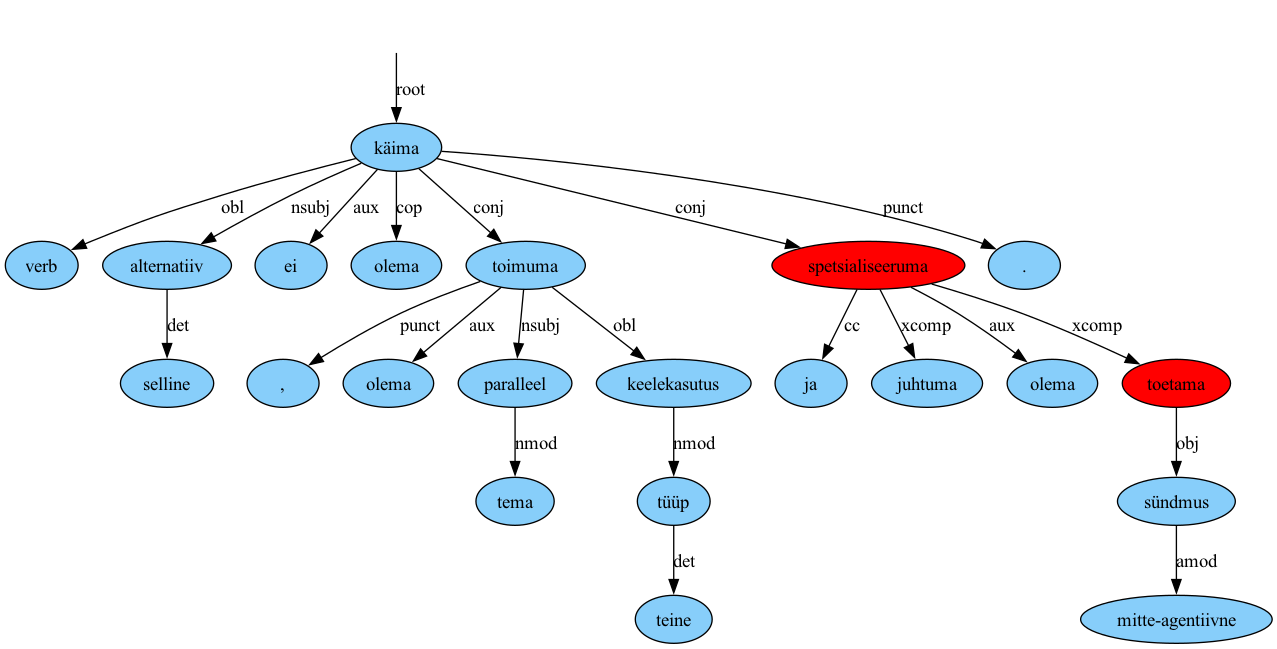 root
käima
obl nsubj aux cop conj conj punct
verb alternatiiv ei olema toimuma spetsialiseeruma .
det punct aux nsubj obl cc xcomp aux xcomp
selline , olema paralleel keelekasutus ja juhtuma olema toetama
nmod nmod obj
tema tüüp sündmus
det amod
teine mitte-agentiivne